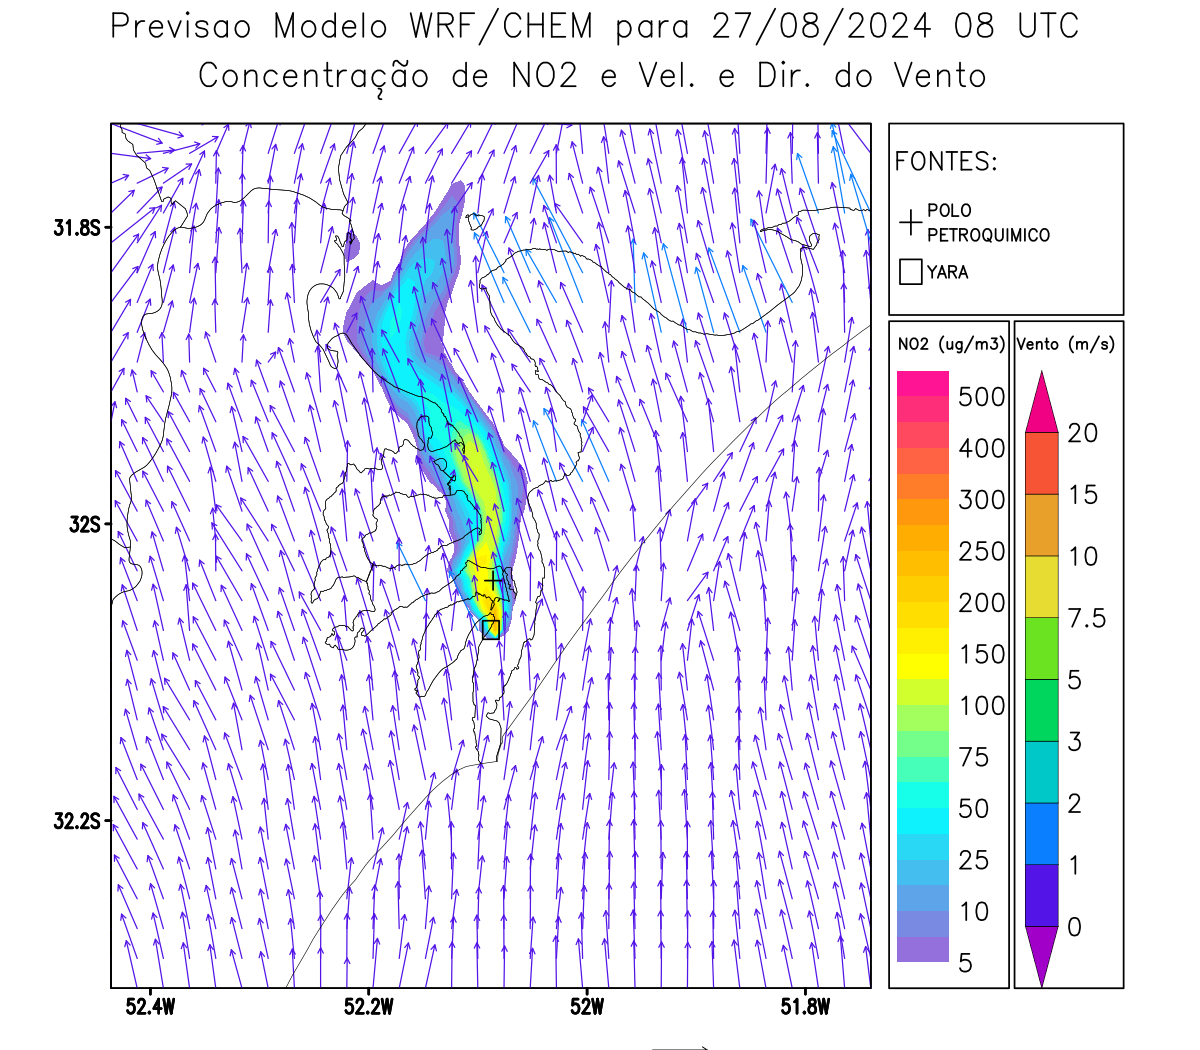 Previsao Modelo WRF/CHEM para 27/08/2024 08 UTC
Concentração de NO2 e Vel. e Dir. do Vento
FONTES:
POLO
PETROQUIMICO
YARA
NO2 (ug/m3)
500
400
300
250
200
150
100
75
50
25
10
5
Vento (m/s)
20
15
10
7.5
5
3
2
1
0
31.8S
32S
32.2S
52.4W
52.2W
52W
51.8W